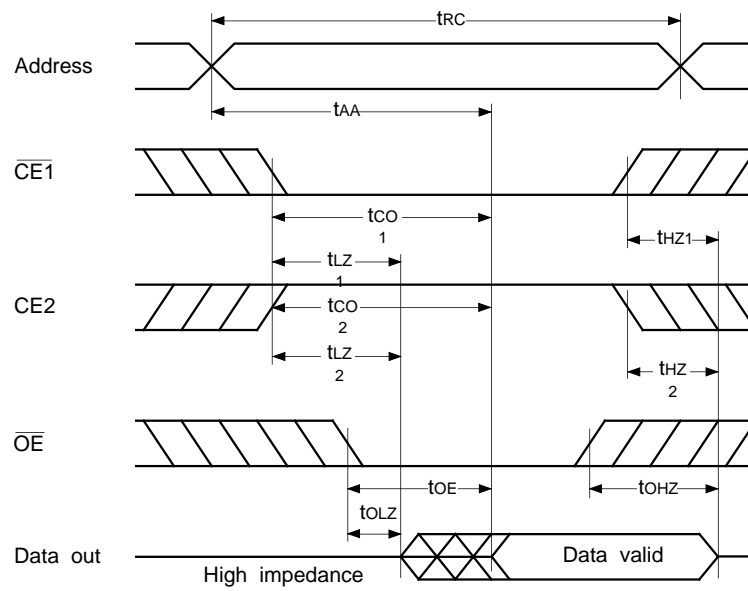 tRC
Address
tAA
CE1
tCO
1
tHZ1
tLZ
1
CE2
tCO
2
tLZ
2
tHZ
2
OE
tOE
tOHZ
tOLZ
Data out
Data valid
High impedance